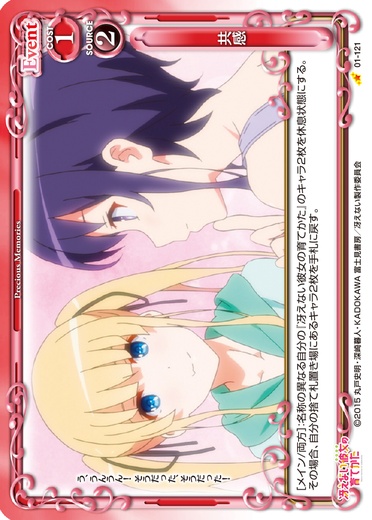 Event
COST
1
SOURCE
2
共感
Precious Memories
う、うんうん！ そうだった、そうだった！
[メイン/両方]：名称の異なる自分の『冴えない彼女の育てかた』のキャラ2枚を休息状態にする。
その場合、自分の捨て札置き場にあるキャラ2枚を手札に戻す。
冴えない彼女の
育てかた
©2015 丸戸史明・深崎暮人・KADOKAWA 富士見書房／冴えない製作委員会
01-121